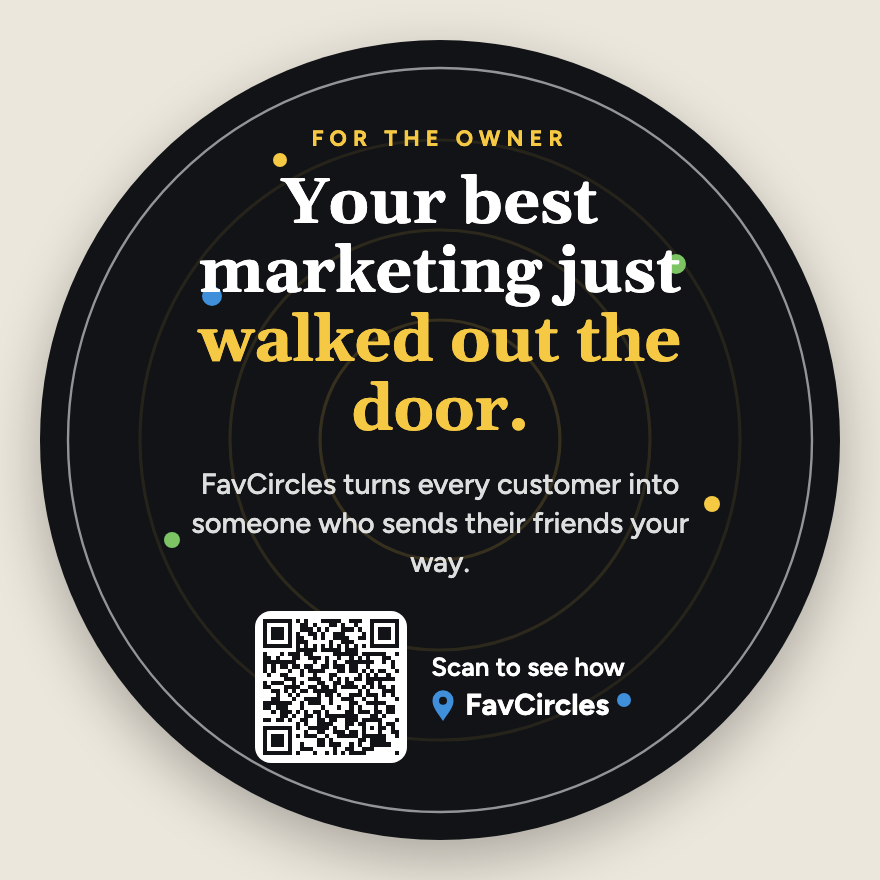 FOR THE OWNER
Your best
marketing just
walked out the
door.
FavCircles turns every customer into
someone who sends their friends your
way.
Scan to see how
FavCircles